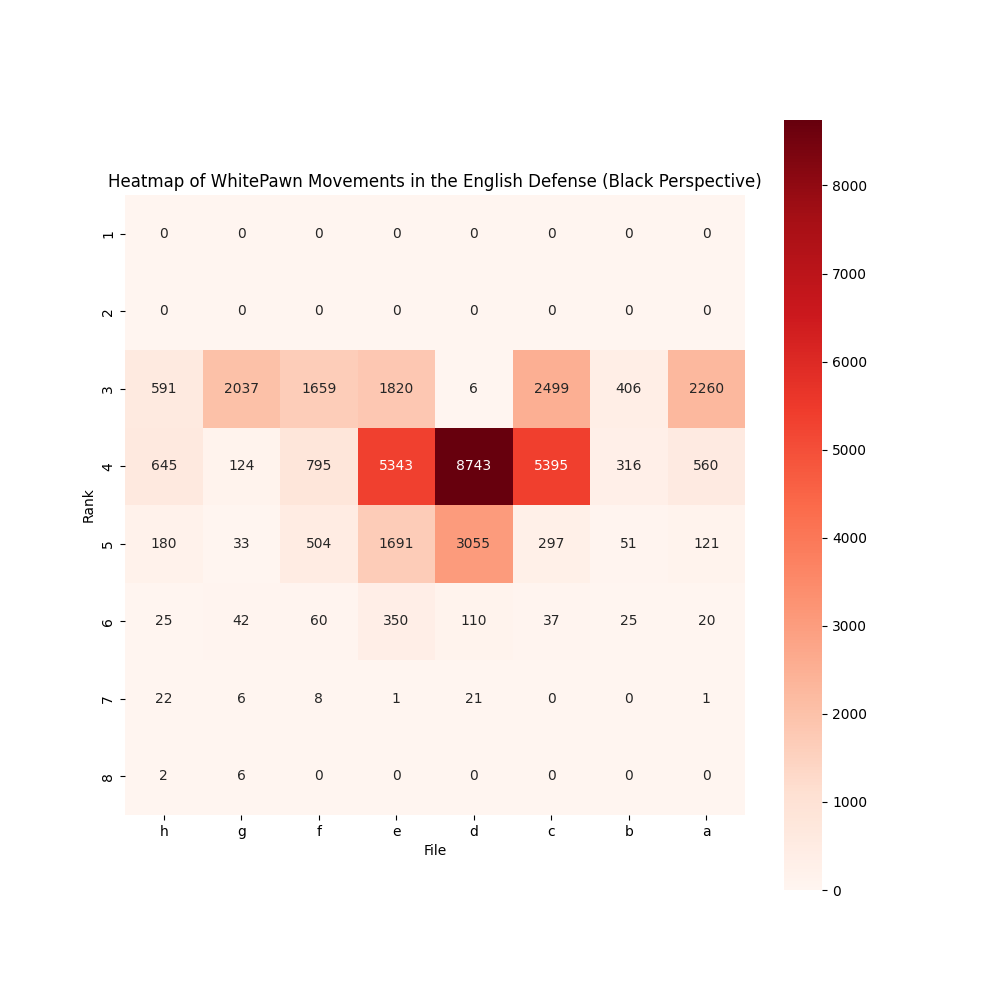 Heatmap of WhitePawn Movements in the English Defense (Black Perspective)
1 0 0 0 0 0 0 0 0
2 0 0 0 0 0 0 0 0
3 591 2037 1659 1820 6 2499 406 2260
4 645 124 795 5343 8743 5395 316 560
5 180 33 504 1691 3055 297 51 121
6 25 42 60 350 110 37 25 20
7 22 6 8 1 21 0 0 1
8 2 6 0 0 0 0 0 0
h g f e d c b a
Rank
File
8000
7000
6000
5000
4000
3000
2000
1000
0